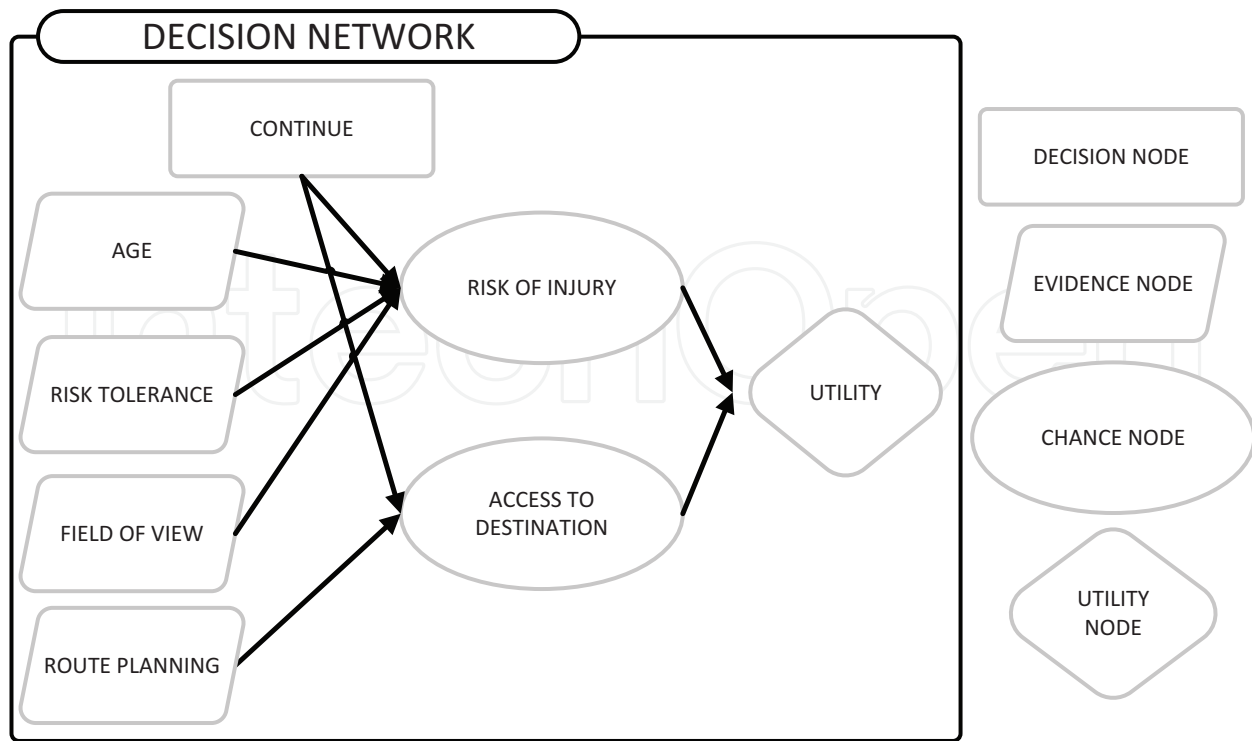 DECISION NETWORK
CONTINUE
AGE
RISK TOLERANCE
FIELD OF VIEW
ROUTE PLANNING
RISK OF INJURY
ACCESS TO
DESTINATION
UTILITY
DECISION NODE
EVIDENCE NODE
CHANCE NODE
UTILITY
NODE
IntechOpen